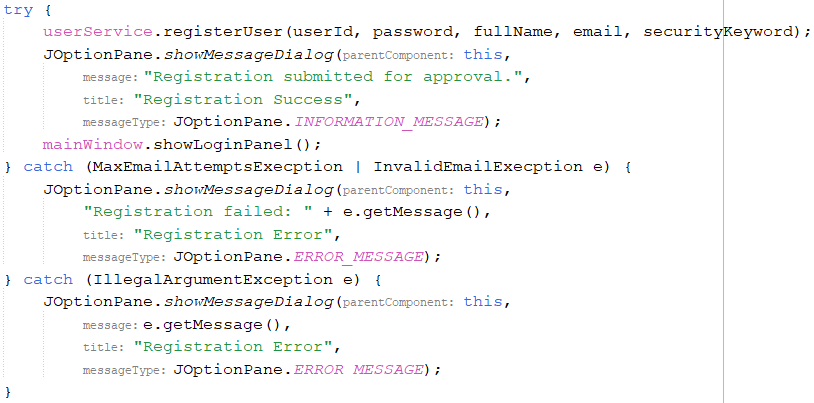 try {
userService.registerUser(userId, password, fullName, email, securityKeyword);
JOptionPane.showMessageDialog(parentComponent: this,
message: "Registration submitted for approval.",
title: "Registration Success",
messageType: JOptionPane.INFORMATION_MESSAGE);
mainWindow.showLoginPanel();
} catch (MaxEmailAttemptsExecption | InvalidEmailExecption e) {
JOptionPane.showMessageDialog(parentComponent: this,
"Registration failed: " + e.getMessage(),
title: "Registration Error",
messageType: JOptionPane.ERROR_MESSAGE);
} catch (IllegalArgumentException e) {
JOptionPane.showMessageDialog(parentComponent: this,
message: e.getMessage(),
title: "Registration Error",
messageType: JOptionPane.ERROR_MESSAGE);
}